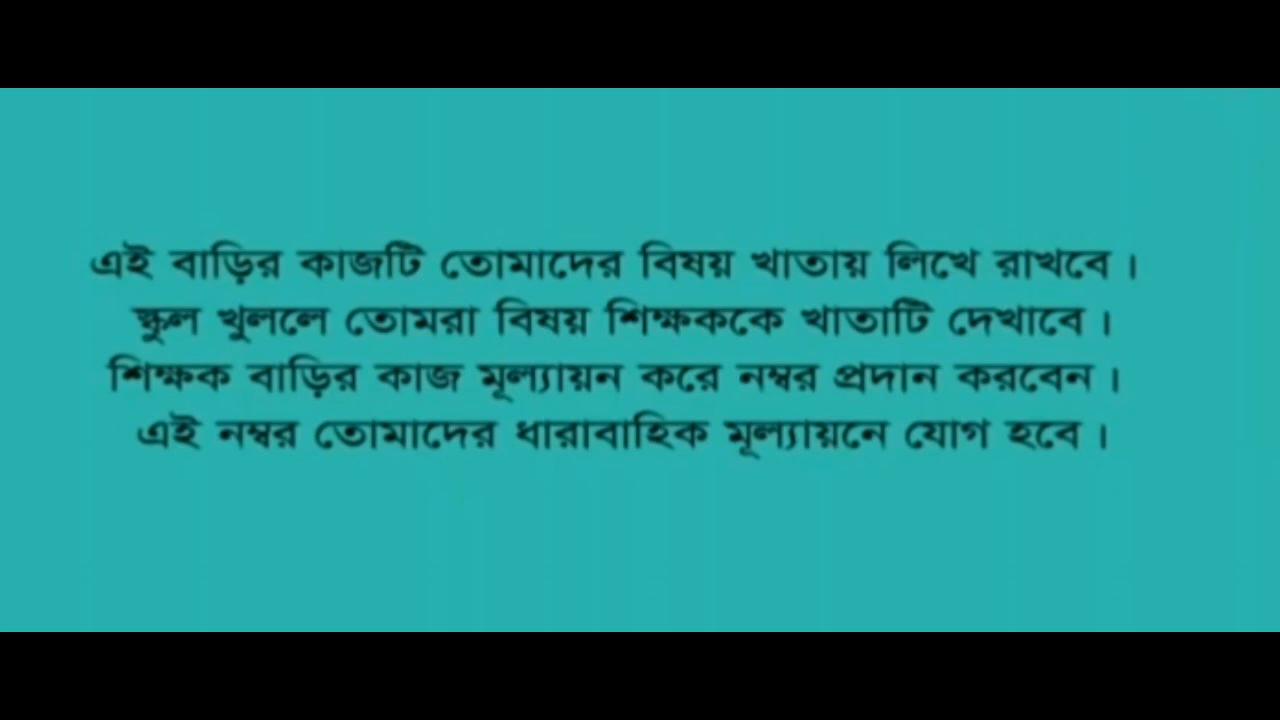 এই বাড়ির কাজটি তোমাদের বিষয় খাতায় লিখে রাখবে।
স্কুল খুললে তোমরা বিষয় শিক্ষককে খাতাটি দেখাবে।
শিক্ষক বাড়ির কাজ মূল্যায়ন করে নম্বর প্রদান করবেন।
এই নম্বর তোমাদের ধারাবাহিক মূল্যায়নে যোগ হবে।